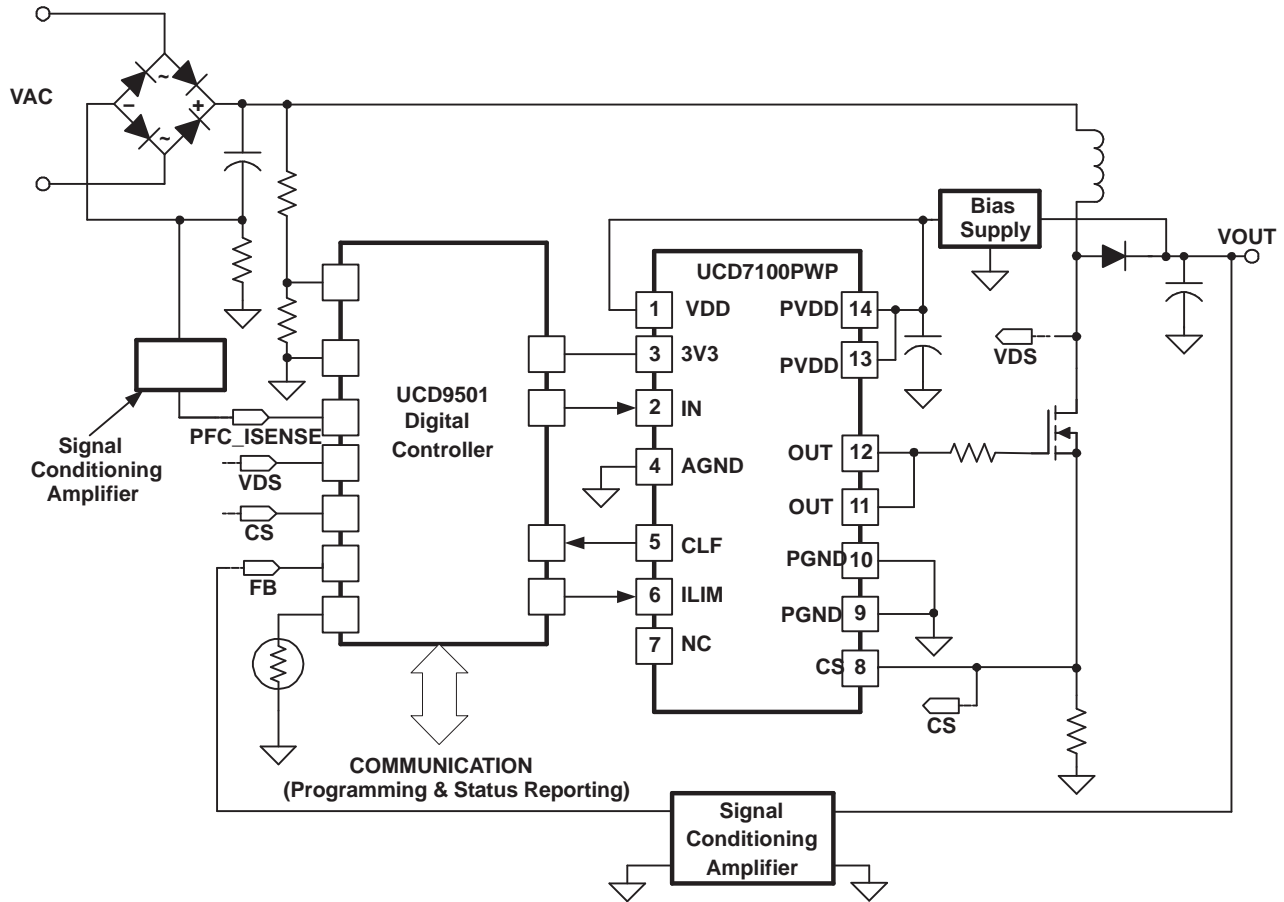 VAC
~
−
+
~
Bias
Supply
VOUT
UCD7100PWP
1
VDD
PVDD
14
3
3V3
PVDD
13
VDS
UCD9501
Digital
Controller
2
IN
PFC_ISENSE
Signal
Conditioning
Amplifier
VDS
4
AGND
OUT
12
CS
OUT
11
5
CLF
PGND
10
FB
6
ILIM
PGND
9
7
NC
CS
8
CS
COMMUNICATION
(Programming & Status Reporting)
Signal
Conditioning
Amplifier